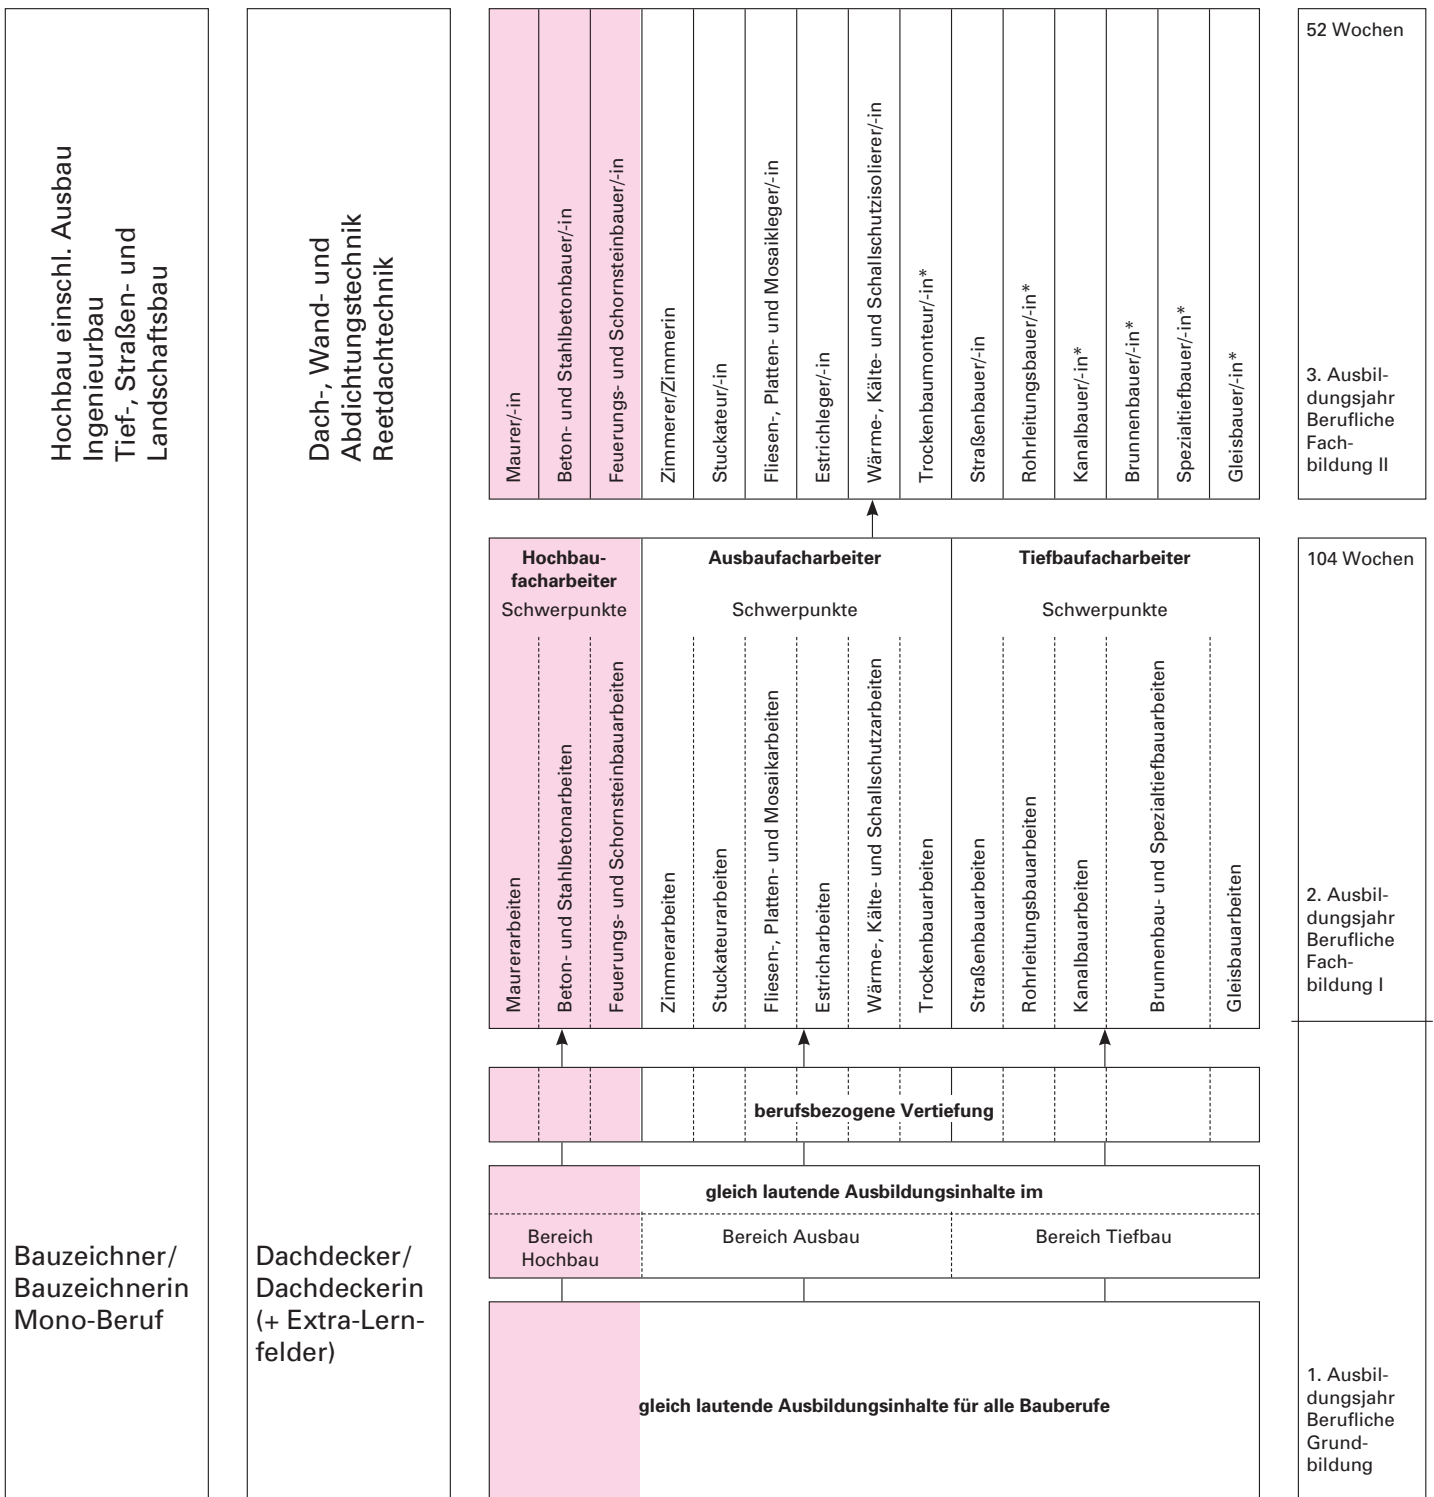 Hochbau einschl. Ausbau
Ingenieurbau
Tief-, Straßen- und
Landschaftsbau
Bauzeichner/
Bauzeichnerin
Mono-Beruf
Dach-, Wand- und
Abdichtungstechnik
Reetdachtechnik
Dachdecker/
Dachdeckerin
(+ Extra-Lern-
felder)
Maurer/-in
Beton- und Stahlbetonbauer/-in
Feuerungs- und Schornsteinbauer/-in
Zimmerer/Zimmerin
Stuckateur/-in
Fliesen-, Platten- und Mosaikleger/-in
Estrichleger/-in
Wärme-, Kälte- und Schallschutzisolierer/-in
Trockenbaumonteur/-in*
Straßenbauer/-in
Rohrleitungsbauer/-in*
Kanalbauer/-in*
Brunnenbauer/-in*
Spezialtiefbauer/-in*
Gleisbauer/-in*
52 Wochen
3. Ausbil-
dungsjahr
Berufliche
Fach-
bildung II
Hochbau-
facharbeiter
Schwerpunkte
Maurerarbeiten
Beton- und Stahlbetonarbeiten
Feuerungs- und Schornsteinbauarbeiten
Ausbaufacharbeiter
Schwerpunkte
Zimmerarbeiten
Stuckateurarbeiten
Fliesen-, Platten- und Mosaikarbeiten
Estricharbeiten
Wärme-, Kälte- und Schallschutzarbeiten
Trockenbauarbeiten
Tiefbaufacharbeiter
Schwerpunkte
Straßenbauarbeiten
Rohrleitungsbauarbeiten
Kanalbauarbeiten
Brunnenbau- und Spezialtiefbauarbeiten
Gleisbauarbeiten
104 Wochen
2. Ausbil-
dungsjahr
Berufliche
Fach-
bildung I
berufsbezogene Vertiefung
gleich lautende Ausbildungsinhalte im
Bereich
Hochbau
Bereich Ausbau
Bereich Tiefbau
gleich lautende Ausbildungsinhalte für alle Bauberufe
1. Ausbil-
dungsjahr
Berufliche
Grund-
bildung